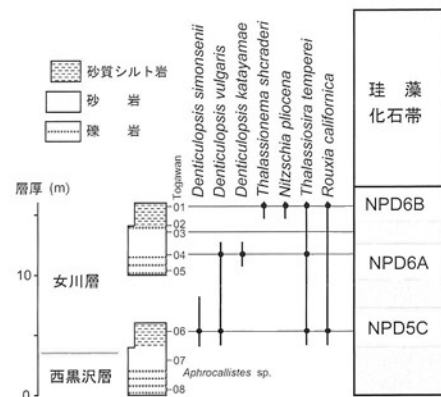 砂質シルト岩
砂 岩
礫 岩
層厚 (m)
10
0
女川層
西黒沢層
Togawan
01
02
03
04
05
06
07
08
Aphrocallistes sp.
Denticulopsis simonsenii
Denticulopsis vulgaris
Denticulopsis katayamae
Thalassionema shcraderi
Nitzschia pliocena
Thalassiosira temperei
Rouxia californica
珪 藻
化石帯
NPD6B
NPD6A
NPD5C